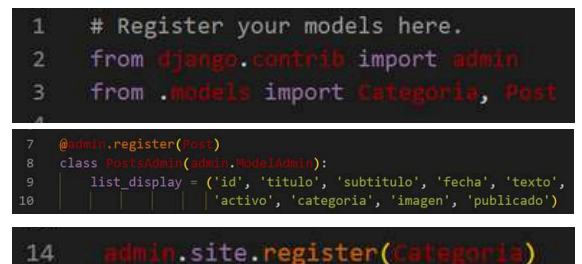 1 # Register your models here.
2 from django.contrib import admin
3 from .models import Categoria, Post
7 @admin.register(Post)
8 class PostsAdmin(admin.ModelAdmin):
9 list_display = ('id', 'titulo', 'subtitulo', 'fecha', 'texto',
10 'activo', 'categoria', 'imagen', 'publicado')
14 admin.site.register(Categoria)